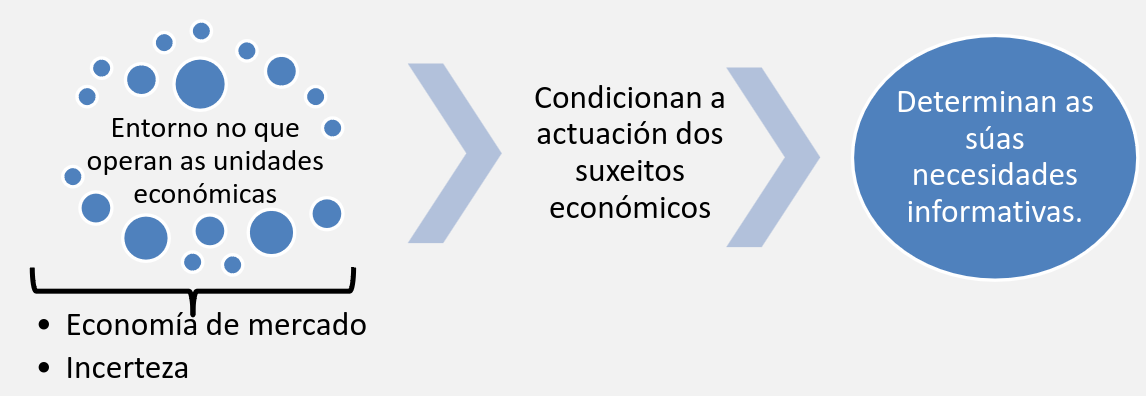 Entorno no que
operan as unidades
económicas
• Economía de mercado
• Incerteza
Condicionan a
actuación dos
suxeitos
económicos
Determinan as
súas
necesidades
informativas.